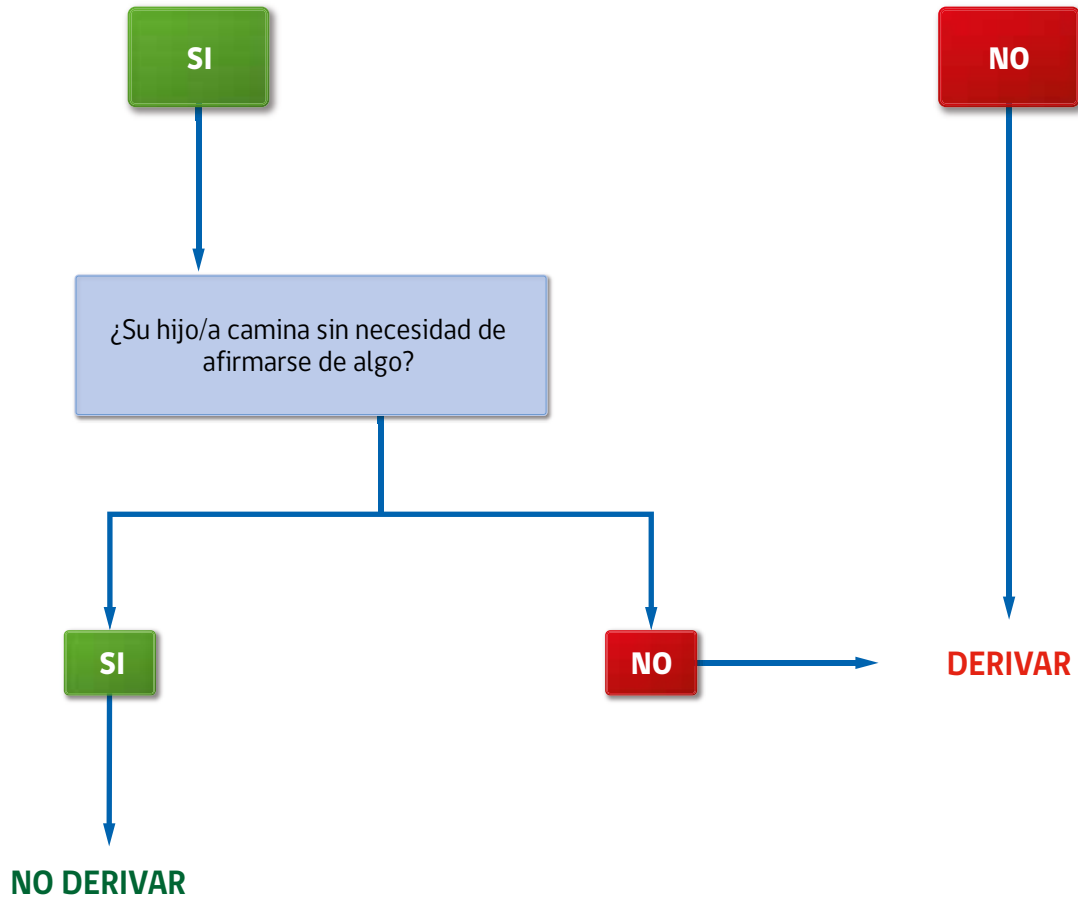 SI
NO
¿Su hijo/a camina sin necesidad de
afirmarse de algo?
SI
NO
DERIVAR
NO DERIVAR